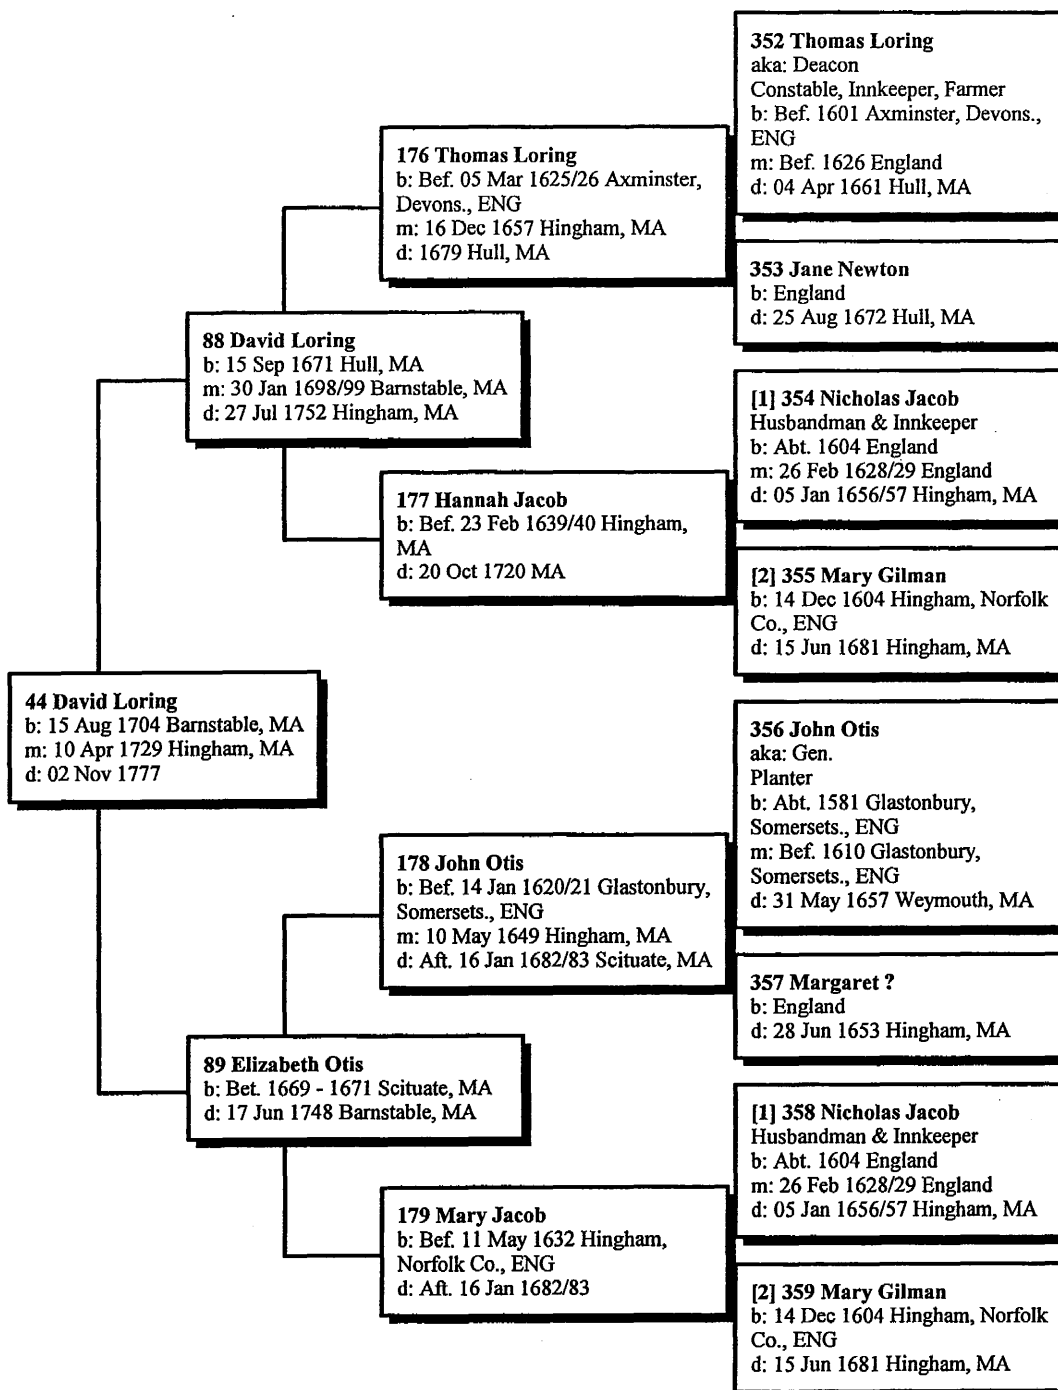 352 Thomas Loring
aka: Deacon
Constable, Innkeeper, Farmer
b: Bef. 1601 Axminster, Devons.,
ENG
m: Bef. 1626 England
d: 04 Apr 1661 Hull, MA
176 Thomas Loring
b: Bef. 05 Mar 1625/26 Axminster,
Devons., ENG
m: 16 Dec 1657 Hingham, MA
d: 1679 Hull, MA
353 Jane Newton
b: England
d: 25 Aug 1672 Hull, MA
88 David Loring
b: 15 Sep 1671 Hull, MA
m: 30 Jan 1698/99 Barnstable, MA
d: 27 Jul 1752 Hingham, MA
[1] 354 Nicholas Jacob
Husbandman & Innkeeper
b: Abt. 1604 England
m: 26 Feb 1628/29 England
d: 05 Jan 1656/57 Hingham, MA
177 Hannah Jacob
b: Bef. 23 Feb 1639/40 Hingham,
MA
d: 20 Oct 1720 MA
[2] 355 Mary Gilman
b: 14 Dec 1604 Hingham, Norfolk
Co., ENG
d: 15 Jun 1681 Hingham, MA
44 David Loring
b: 15 Aug 1704 Barnstable, MA
m: 10 Apr 1729 Hingham, MA
d: 02 Nov 1777
356 John Otis
aka: Gen.
Planter
b: Abt. 1581 Glastonbury,
Somersets., ENG
m: Bef. 1610 Glastonbury,
Somersets., ENG
d: 31 May 1657 Weymouth, MA
178 John Otis
b: Bef. 14 Jan 1620/21 Glastonbury,
Somersets., ENG
m: 10 May 1649 Hingham, MA
d: Aft. 16 Jan 1682/83 Scituate, MA
357 Margaret ?
b: England
d: 28 Jun 1653 Hingham, MA
89 Elizabeth Otis
b: Bet. 1669 - 1671 Scituate, MA
d: 17 Jun 1748 Barnstable, MA
[1] 358 Nicholas Jacob
Husbandman & Innkeeper
b: Abt. 1604 England
m: 26 Feb 1628/29 England
d: 05 Jan 1656/57 Hingham, MA
179 Mary Jacob
b: Bef. 11 May 1632 Hingham,
Norfolk Co., ENG
d: Aft. 16 Jan 1682/83
[2] 359 Mary Gilman
b: 14 Dec 1604 Hingham, Norfolk
Co., ENG
d: 15 Jun 1681 Hingham, MA